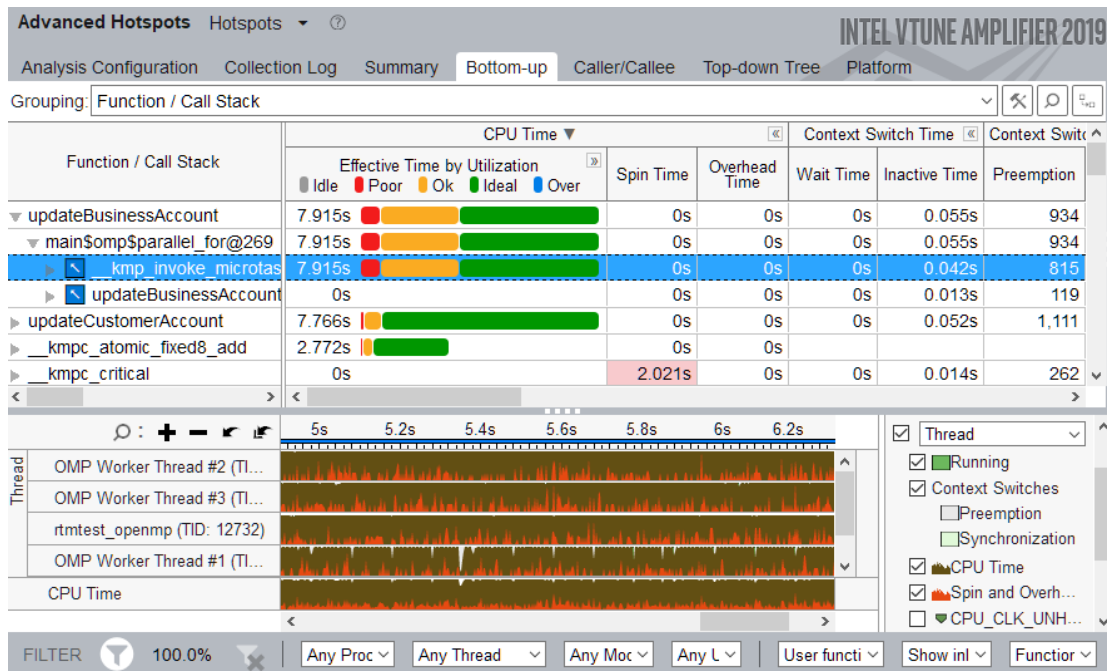 Advanced Hotspots Hotspots
INTEL VTUNE AMPLIFIER 2019
Analysis Configuration Collection Log Summary Bottom-up Caller/Callee Top-down Tree Platform
Grouping: Function / Call Stack
Function / Call Stack
CPU Time
Context Switch Time
Context Switc
Effective Time by Utilization
Idle Poor Ok Ideal Over
Spin Time
Overhead Time
Wait Time
Inactive Time
Preemption
updateBusinessAccount 7.915s 0s 0s 0s 0.055s 934
main$omp$parallel_for@269 7.915s 0s 0s 0s 0.055s 934
__kmp_invoke_microtas 7.915s 0s 0s 0s 0.042s 815
updateBusinessAccount 0s 0s 0s 0s 0.013s 119
updateCustomerAccount 7.766s 0s 0s 0s 0.052s 1,111
__kmpc_atomic_fixed8_add 2.772s 0s 0s
__kmpc_critical 0s 2.021s 0s 0s 0.014s 262
5s 5.2s 5.4s 5.6s 5.8s 6s 6.2s
Thread
OMP Worker Thread #2 (TI...
OMP Worker Thread #3 (TI...
rtmtest_openmp (TID: 12732)
OMP Worker Thread #1 (TI...
CPU Time
Thread
Running
Context Switches
Preemption
Synchronization
CPU Time
Spin and Overh...
CPU_CLK_UNH...
FILTER 100.0% Any Proc Any Thread Any Moc Any U User functi Show inl Functior